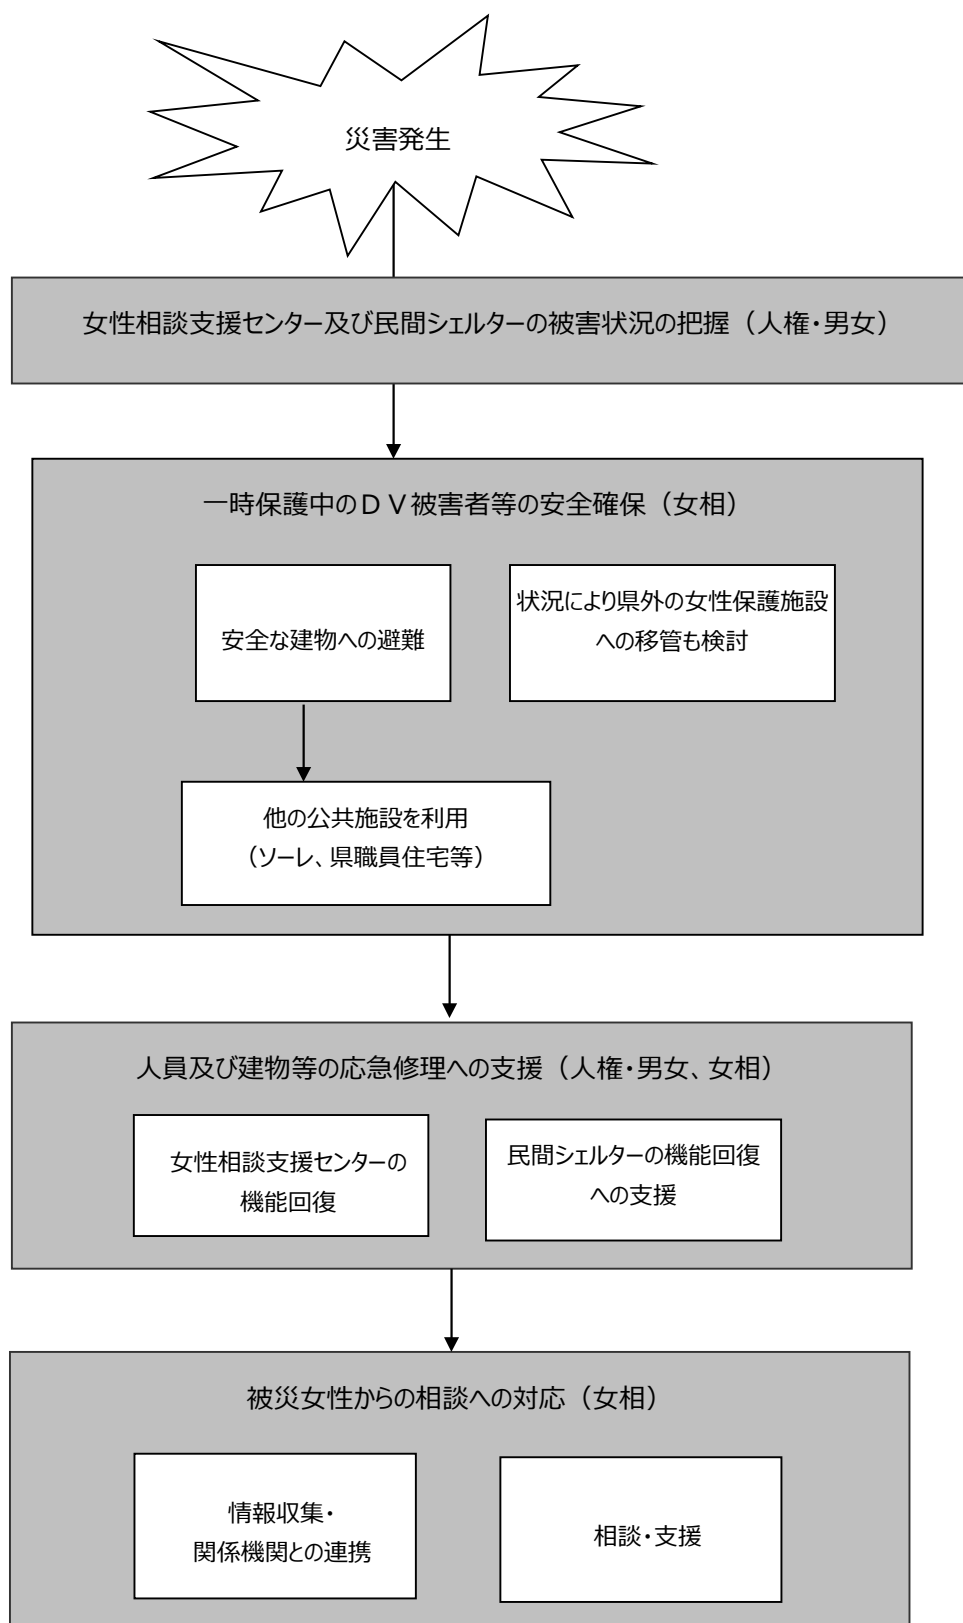 災害発生
女性相談支援センター及び民間シェルターの被害状況の把握（人権・男女）
一時保護中のＤＶ被害者等の安全確保（女相）
安全な建物への避難
状況により県外の女性保護施設
への移管も検討
他の公共施設を利用
（ソーレ、県職員住宅等）
人員及び建物等の応急修理への支援（人権・男女、女相）
女性相談支援センターの
機能回復
民間シェルターの機能回復
への支援
被災女性からの相談への対応（女相）
情報収集・
関係機関との連携
相談・支援